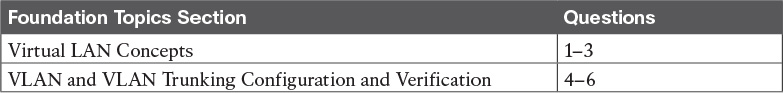 Foundation Topics Section Questions
Virtual LAN Concepts 1–3
VLAN and VLAN Trunking Configuration and Verification 4–6